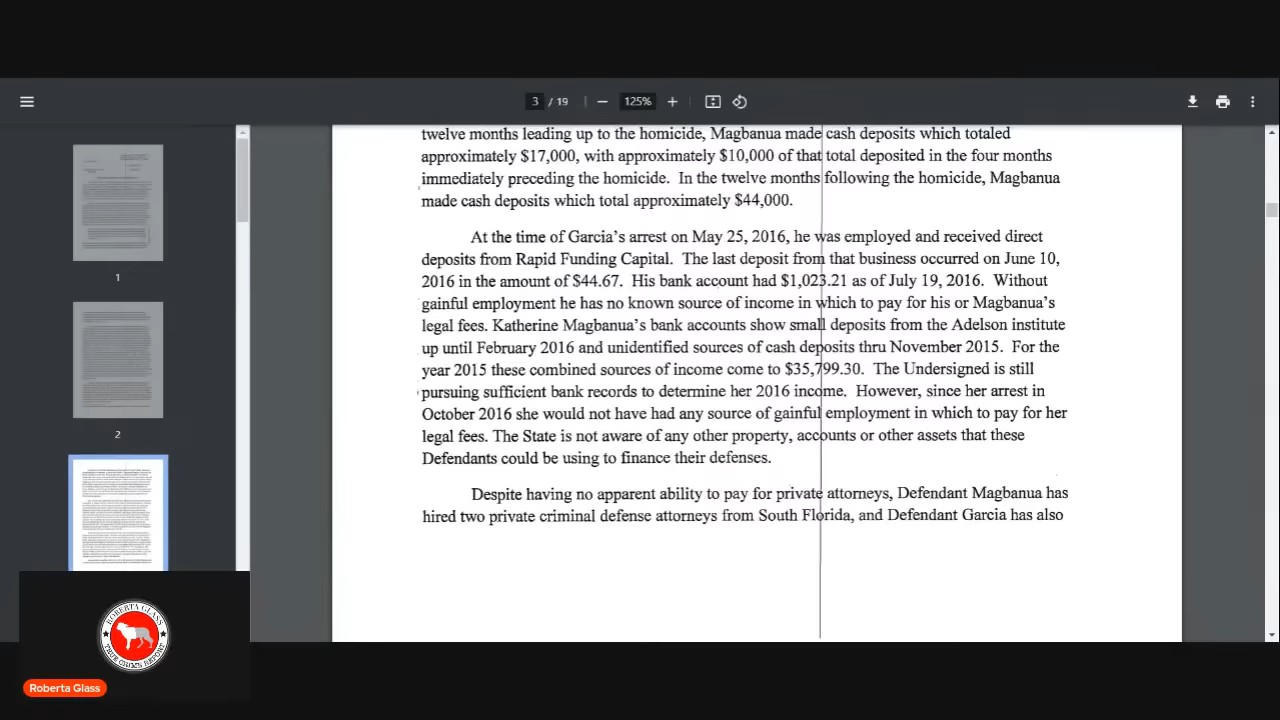 3 / 19
125%
twelve months leading up to the homicide, Magbanua made cash deposits which totaled
approximately $17,000, with approximately $10,000 of that total deposited in the four months
immediately preceding the homicide. In the twelve months following the homicide, Magbanua
made cash deposits which total approximately $44,000.
At the time of Garcia's arrest on May 25, 2016, he was employed and received direct
deposits from Rapid Funding Capital. The last deposit from that business occurred on June 10,
2016 in the amount of $44.67. His bank account had $1,023.21 as of July 19, 2016. Without
gainful employment he has no known source of income in which to pay for his or Magbanua's
legal fees. Katherine Magbanua's bank accounts show small deposits from the Adelson institute
up until February 2016 and unidentified sources of cash deposits thru November 2015. For the
year 2015 these combined sources of income come to $35,799.30. The Undersigned is still
pursuing sufficient bank records to determine her 2016 income. However, since her arrest in
October 2016 she would not have had any source of gainful employment in which to pay for her
legal fees. The State is not aware of any other property, accounts or other assets that these
Defendants could be using to finance their defenses.
Despite having no apparent ability to pay for private attorneys, Defendant Magbanua has
hired two private criminal defense attorneys from South Florida, and Defendant Garcia has also
1
2
ROBERTA GLASS
TRUE CRIME REPORT
Roberta Glass